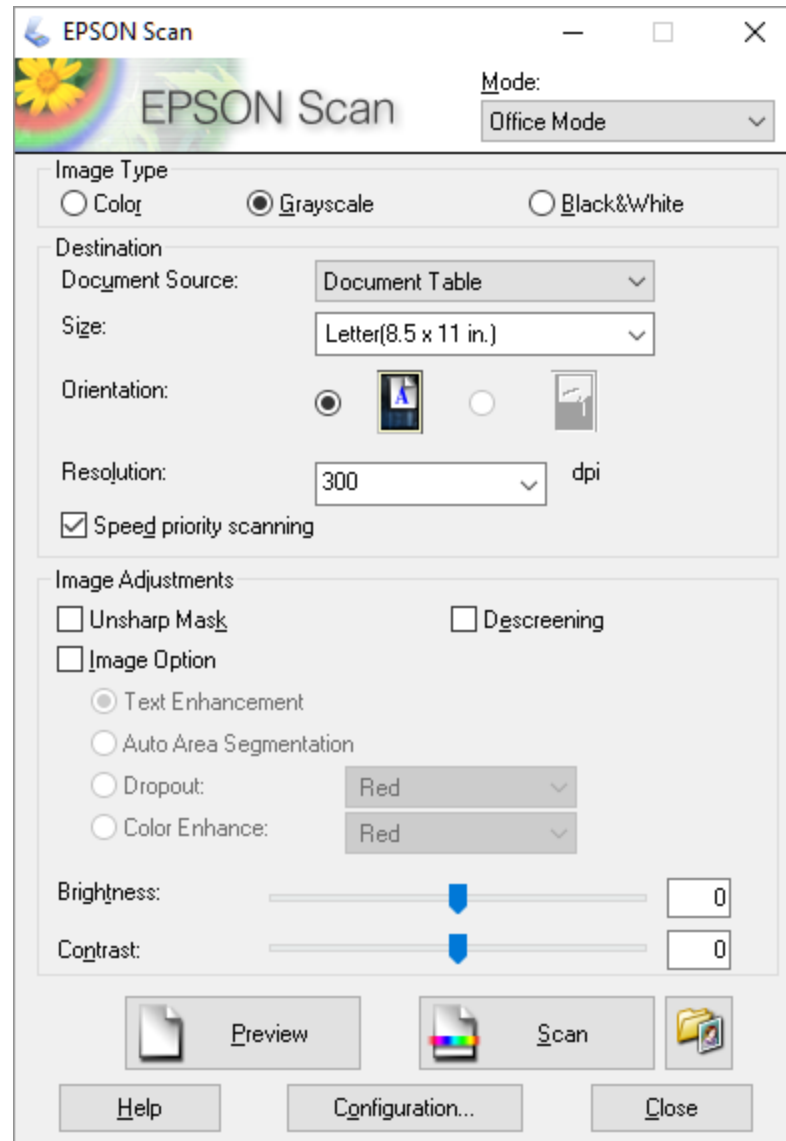 EPSON Scan
EPSON Scan
Mode:
Office Mode
Image Type
Color Grayscale Black&White
Destination
Document Source: Document Table
Size: Letter(8.5 x 11 in.)
Orientation: A
Resolution: 300 dpi
Speed priority scanning
Image Adjustments
Unsharp Mask Descreening
Image Option
Text Enhancement
Auto Area Segmentation
Dropout: Red
Color Enhance: Red
Brightness: 0
Contrast: 0
Preview Scan
Help Configuration... Close